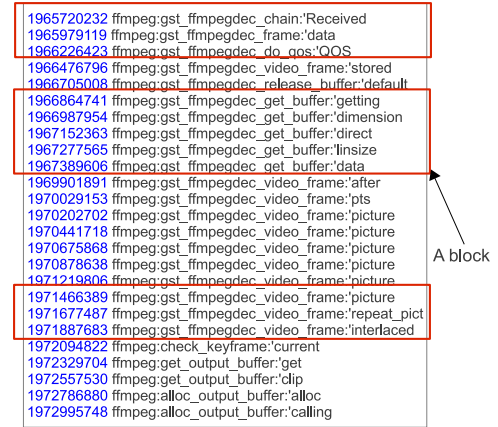 1965720232 ffmpeg:gst_ffmpegdec_chain:'Received
1965979119 ffmpeg:gst_ffmpegdec_frame:'data
1966226423 ffmpeg:gst_ffmpegdec_do_qos:'QOS
1966476796 ffmpeg:gst_ffmpegdec_video_frame:'stored
1966705008 ffmpeg:gst_ffmpegdec_release_buffer:'default
1966864741 ffmpeg:gst_ffmpegdec_get_buffer:'getting
1966987954 ffmpeg:gst_ffmpegdec_get_buffer:'dimension
1967152363 ffmpeg:gst_ffmpegdec_get_buffer:'direct
1967277565 ffmpeg:gst_ffmpegdec_get_buffer:'linsize
1967389606 ffmpeg:gst_ffmpegdec_get_buffer:'data
1969901891 ffmpeg:gst_ffmpegdec_video_frame:'after
1970029153 ffmpeg:gst_ffmpegdec_video_frame:'pts
1970202702 ffmpeg:gst_ffmpegdec_video_frame:'picture
1970441718 ffmpeg:gst_ffmpegdec_video_frame:'picture
1970675868 ffmpeg:gst_ffmpegdec_video_frame:'picture
1970878638 ffmpeg:gst_ffmpegdec_video_frame:'picture
1971219806 ffmpeg:gst_ffmpegdec_video_frame:'picture
1971466389 ffmpeg:gst_ffmpegdec_video_frame:'picture
1971677487 ffmpeg:gst_ffmpegdec_video_frame:'repeat_pict
1971887683 ffmpeg:gst_ffmpegdec_video_frame:'interlaced
1972094822 ffmpeg:check_keyframe:'current
1972329704 ffmpeg:get_output_buffer:'get
1972557530 ffmpeg:get_output_buffer:'clip
1972786880 ffmpeg:alloc_output_buffer:'alloc
1972995748 ffmpeg:alloc_output_buffer:'calling
A block